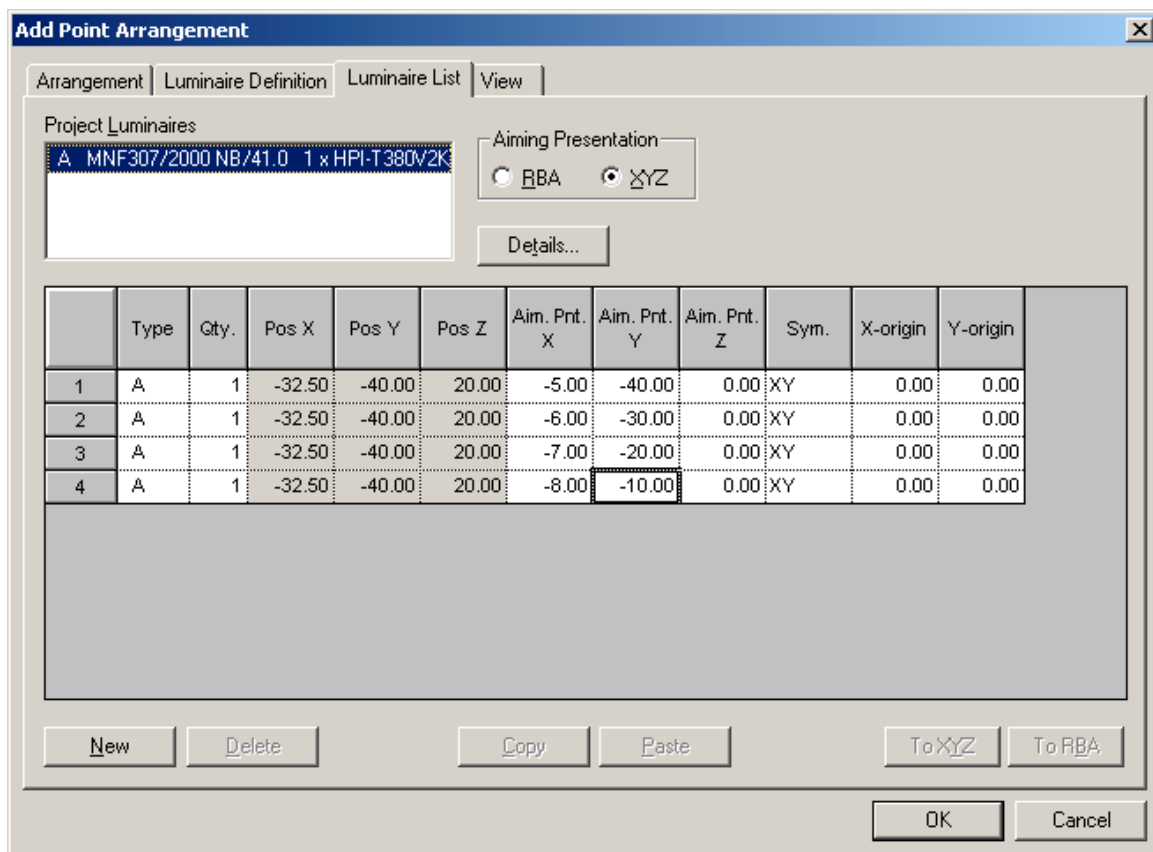 Add Point Arrangement
Arrangement Luminaire Definition Luminaire List View
Project Luminaires
A MNF307/2000 NB/41.0 1 x HPI-T380V2K
Aiming Presentation
RBA XYZ
Details...
Type Qty. Pos X Pos Y Pos Z Aim. Pnt. X Aim. Pnt. Y Aim. Pnt. Z Sym. X-origin Y-origin
1 A 1 -32.50 -40.00 20.00 -5.00 -40.00 0.00 XY 0.00 0.00
2 A 1 -32.50 -40.00 20.00 -6.00 -30.00 0.00 XY 0.00 0.00
3 A 1 -32.50 -40.00 20.00 -7.00 -20.00 0.00 XY 0.00 0.00
4 A 1 -32.50 -40.00 20.00 -8.00 -10.00 0.00 XY 0.00 0.00
New Delete Copy Paste To XYZ To RBA
OK Cancel